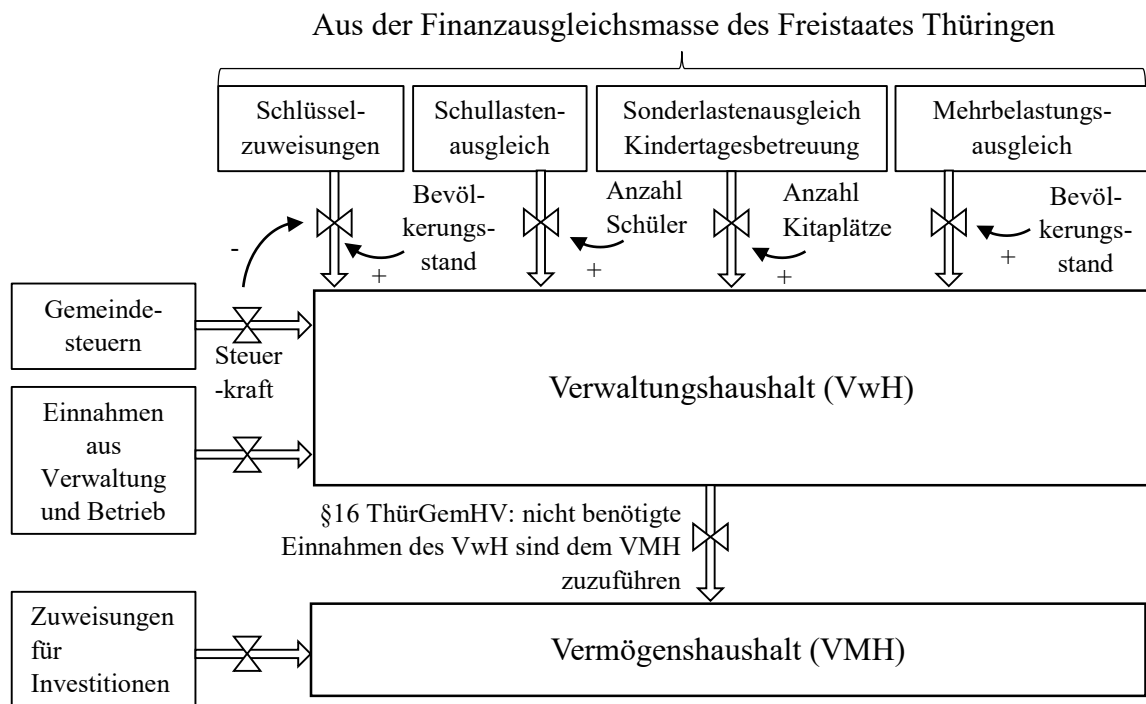 Aus der Finanzausgleichsmasse des Freistaates Thüringen
Schlüssel-
zuweisungen
Schullasten-
ausgleich
Sonderlastenausgleich
Kindertagesbetreuung
Mehrbelastungs-
ausgleich
Bevöl-
kerungs-
stand
Anzahl
Schüler
Anzahl
Kitaplätze
Bevöl-
kerungs-
stand
-
+
+
+
+
Gemeinde-
steuern
Steuer
-kraft
Verwaltungshaushalt (VwH)
Einnahmen
aus
Verwaltung
und Betrieb
§16 ThürGemHV: nicht benötigte
Einnahmen des VwH sind dem VMH
zuzuführen
Zuweisungen
für
Investitionen
Vermögenshaushalt (VMH)